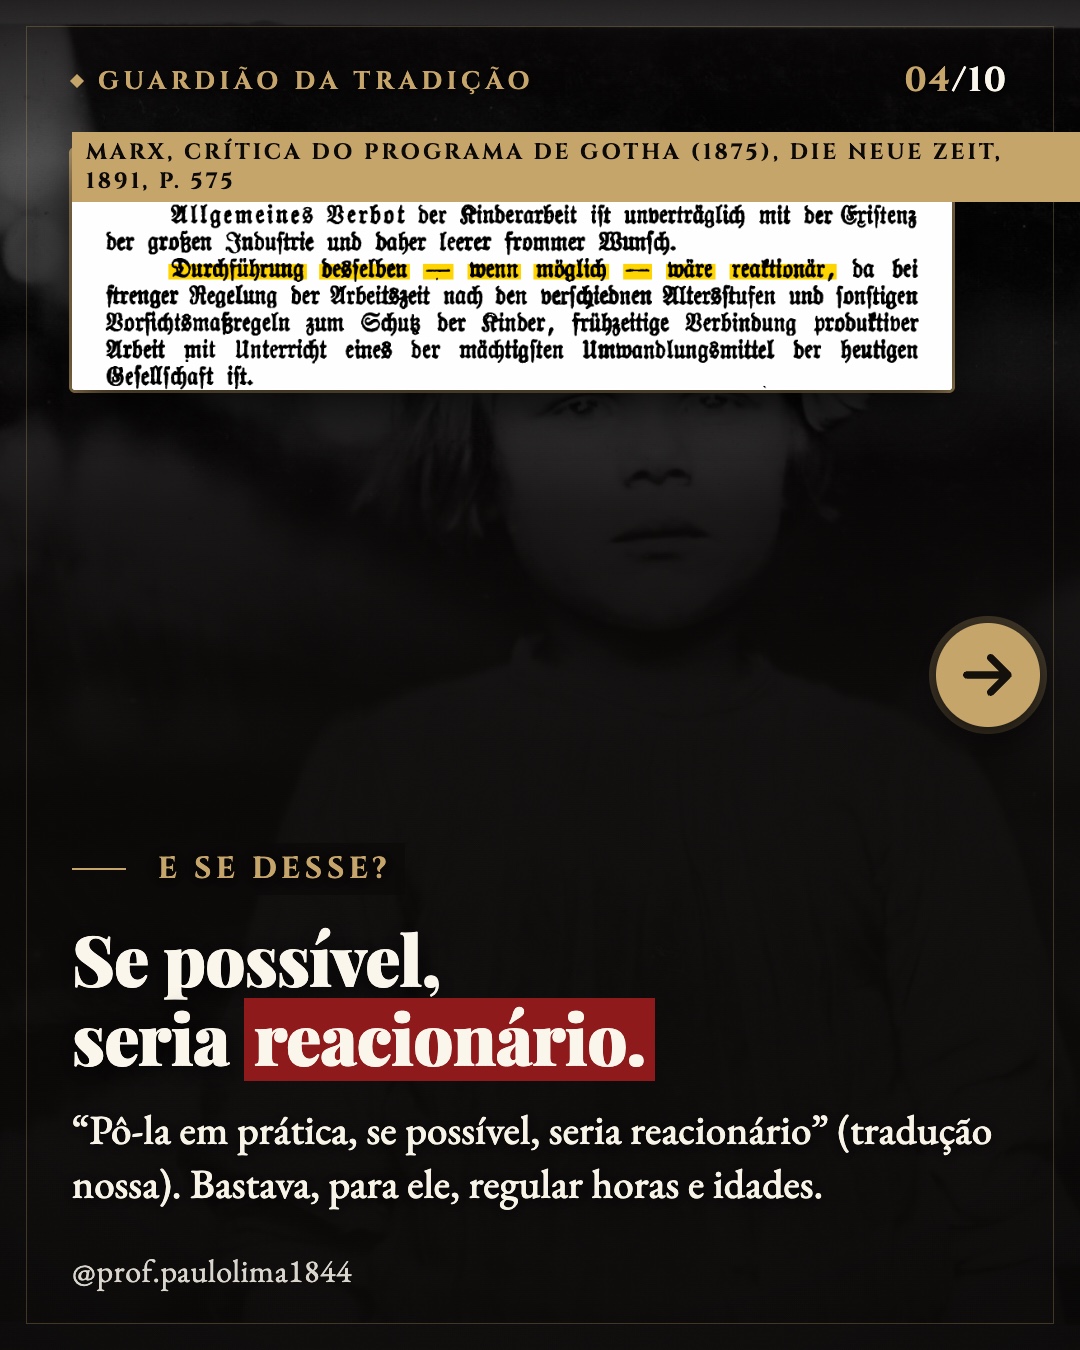 GUARDIÃO DA TRADIÇÃO
04/10
MARX, CRÍTICA DO PROGRAMA DE GOTHA (1875), DIE NEUE ZEIT,
1891, P. 575
Allgemeines Verbot der Kinderarbeit ist unverträglich mit der Existenz
der großen Industrie und daher leerer frommer Wunsch.
Durchführung desselben — wenn möglich — wäre reaktionär, da bei
strenger Regelung der Arbeitszeit nach den verschiednen Altersstufen und sonstigen
Vorsichtsmaßregeln zum Schutz der Kinder, frühzeitige Verbindung produktiver
Arbeit mit Unterricht eines der mächtigsten Umwandlungsmittel der heutigen
Gesellschaft ist.
E SE DESSE?
Se possível,
seria reacionário.
“Pô-la em prática, se possível, seria reacionário” (tradução
nossa). Bastava, para ele, regular horas e idades.
@prof.paulolima1844